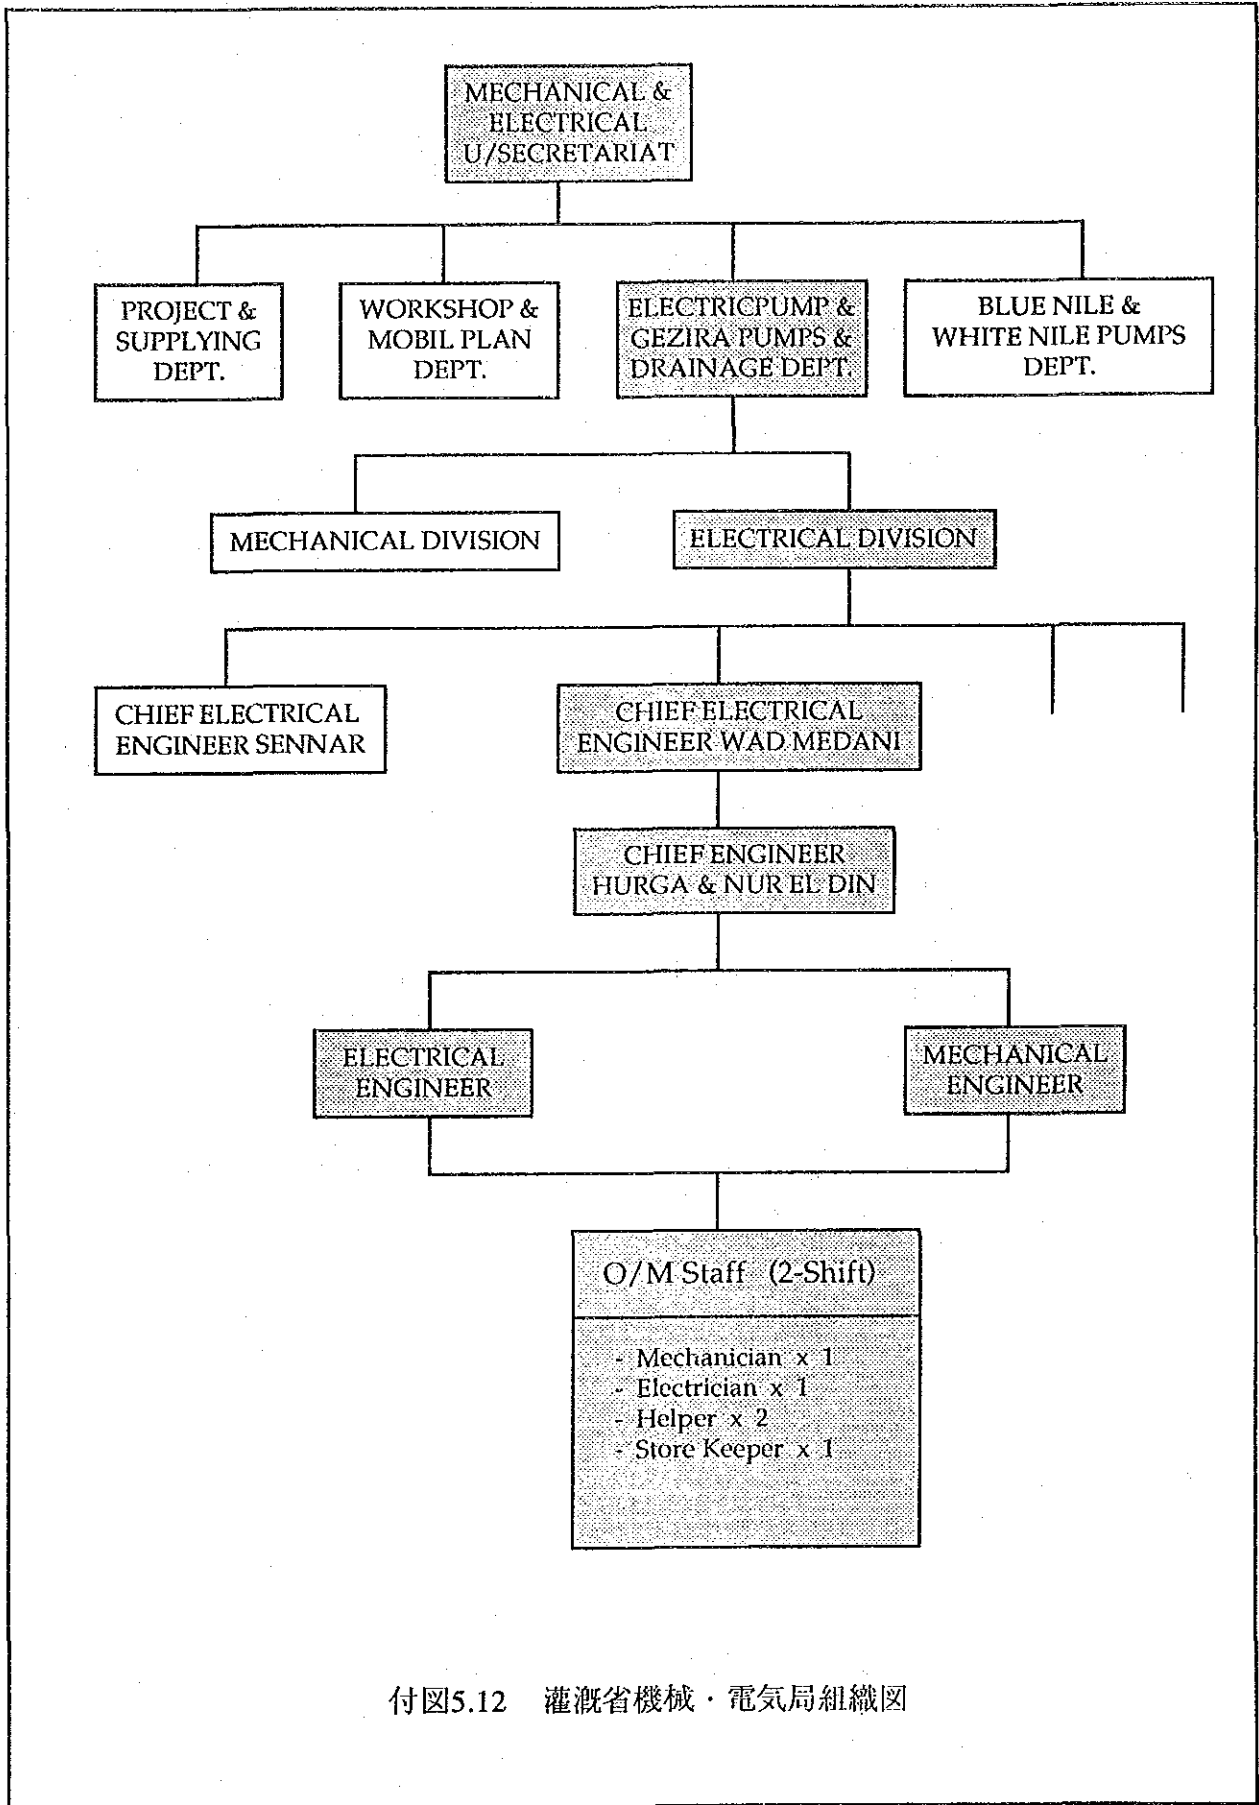 MECHANICAL &
ELECTRICAL
U/SECRETARIAT
PROJECT &
SUPPLYING
DEPT.
WORKSHOP &
MOBIL PLAN
DEPT.
ELECTRICPUMP &
GEZIRA PUMPS &
DRAINAGE DEPT.
BLUE NILE &
WHITE NILE PUMPS
DEPT.
MECHANICAL DIVISION
ELECTRICAL DIVISION
CHIEF ELECTRICAL
ENGINEER SENNAR
CHIEF ELECTRICAL
ENGINEER WAD MEDANI
CHIEF ENGINEER
HURGA & NUR EL DIN
ELECTRICAL
ENGINEER
MECHANICAL
ENGINEER
O/M Staff (2-Shift)
- Mechanician x 1
- Electrician x 1
- Helper x 2
- Store Keeper x 1
付図5.12 灌漑省機械・電気局組織図